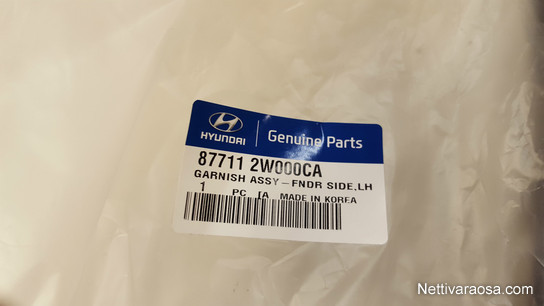 HYUNDAI Genuine Parts
87711 2W000CA
GARNISH ASSY-FNDR SIDE,LH
1 PC IA MADE IN KOREA
Nettivaraosa.com